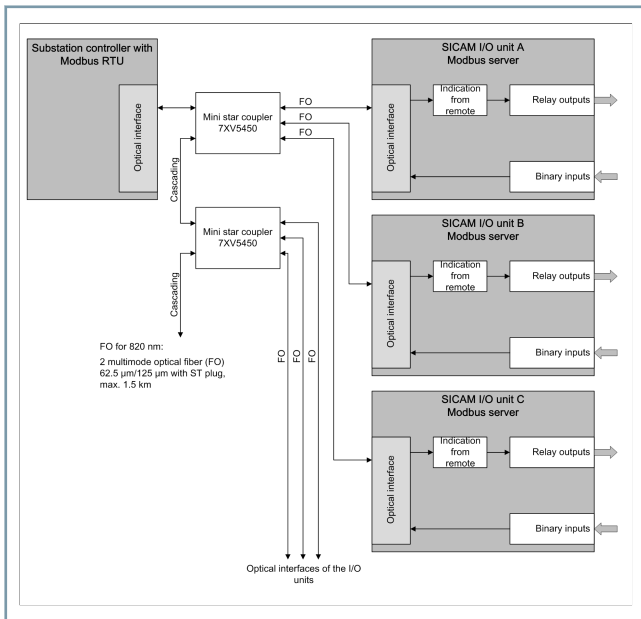 Substation controller with
Modbus RTU
Optical interface
Mini star coupler
7XV5450
FO
FO
FO
Cascading
Mini star coupler
7XV5450
Cascading
FO for 820 nm:
2 multimode optical fiber (FO)
62.5 μm/125 μm with ST plug,
max. 1.5 km
FO
FO
FO
Optical interfaces of the I/O
units
SICAM I/O unit A
Modbus server
Optical interface
Indication
from
remote
Relay outputs
Binary inputs
SICAM I/O unit B
Modbus server
Optical interface
Indication
from
remote
Relay outputs
Binary inputs
SICAM I/O unit C
Modbus server
Optical interface
Indication
from
remote
Relay outputs
Binary inputs